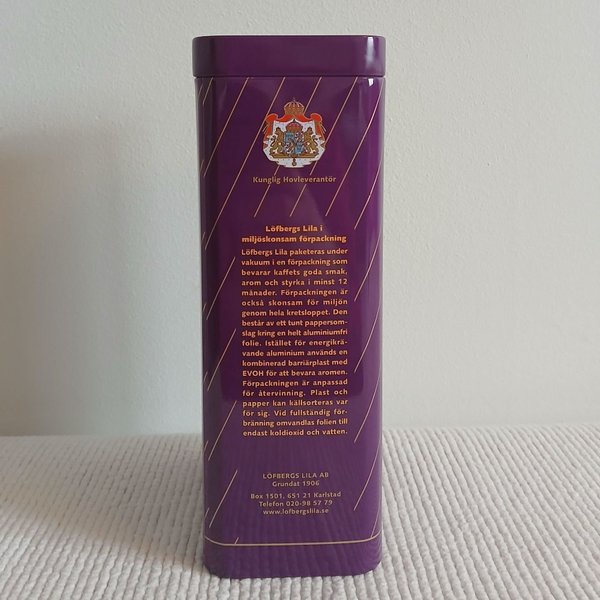 Kunglig Hovleverantör
Löfbergs Lila i
miljöskonsam förpackning
Löfbergs Lila paketeras under
vakuum i en förpackning som
bevarar kaffets goda smak,
arom och styrka i minst 12
månader. Förpackningen är
också skonsam för miljön
genom hela kretsloppet. Den
består av ett tunt pappersom-
slag kring en helt aluminiumfri
folie. Istället för energikrä-
vande aluminium används en
kombinerad barriärplast med
EVOH för att bevara aromen.
Förpackningen är anpassad
för återvinning. Plast och
papper kan källsorteras var
för sig. Vid fullständig för-
bränning omvandlas folien till
endast koldioxid och vatten.
LÖFBERGS LILA AB
Grundat 1906
Box 1501, 651 21 Karlstad
Telefon 020-98 57 79
www.lofbergslila.se